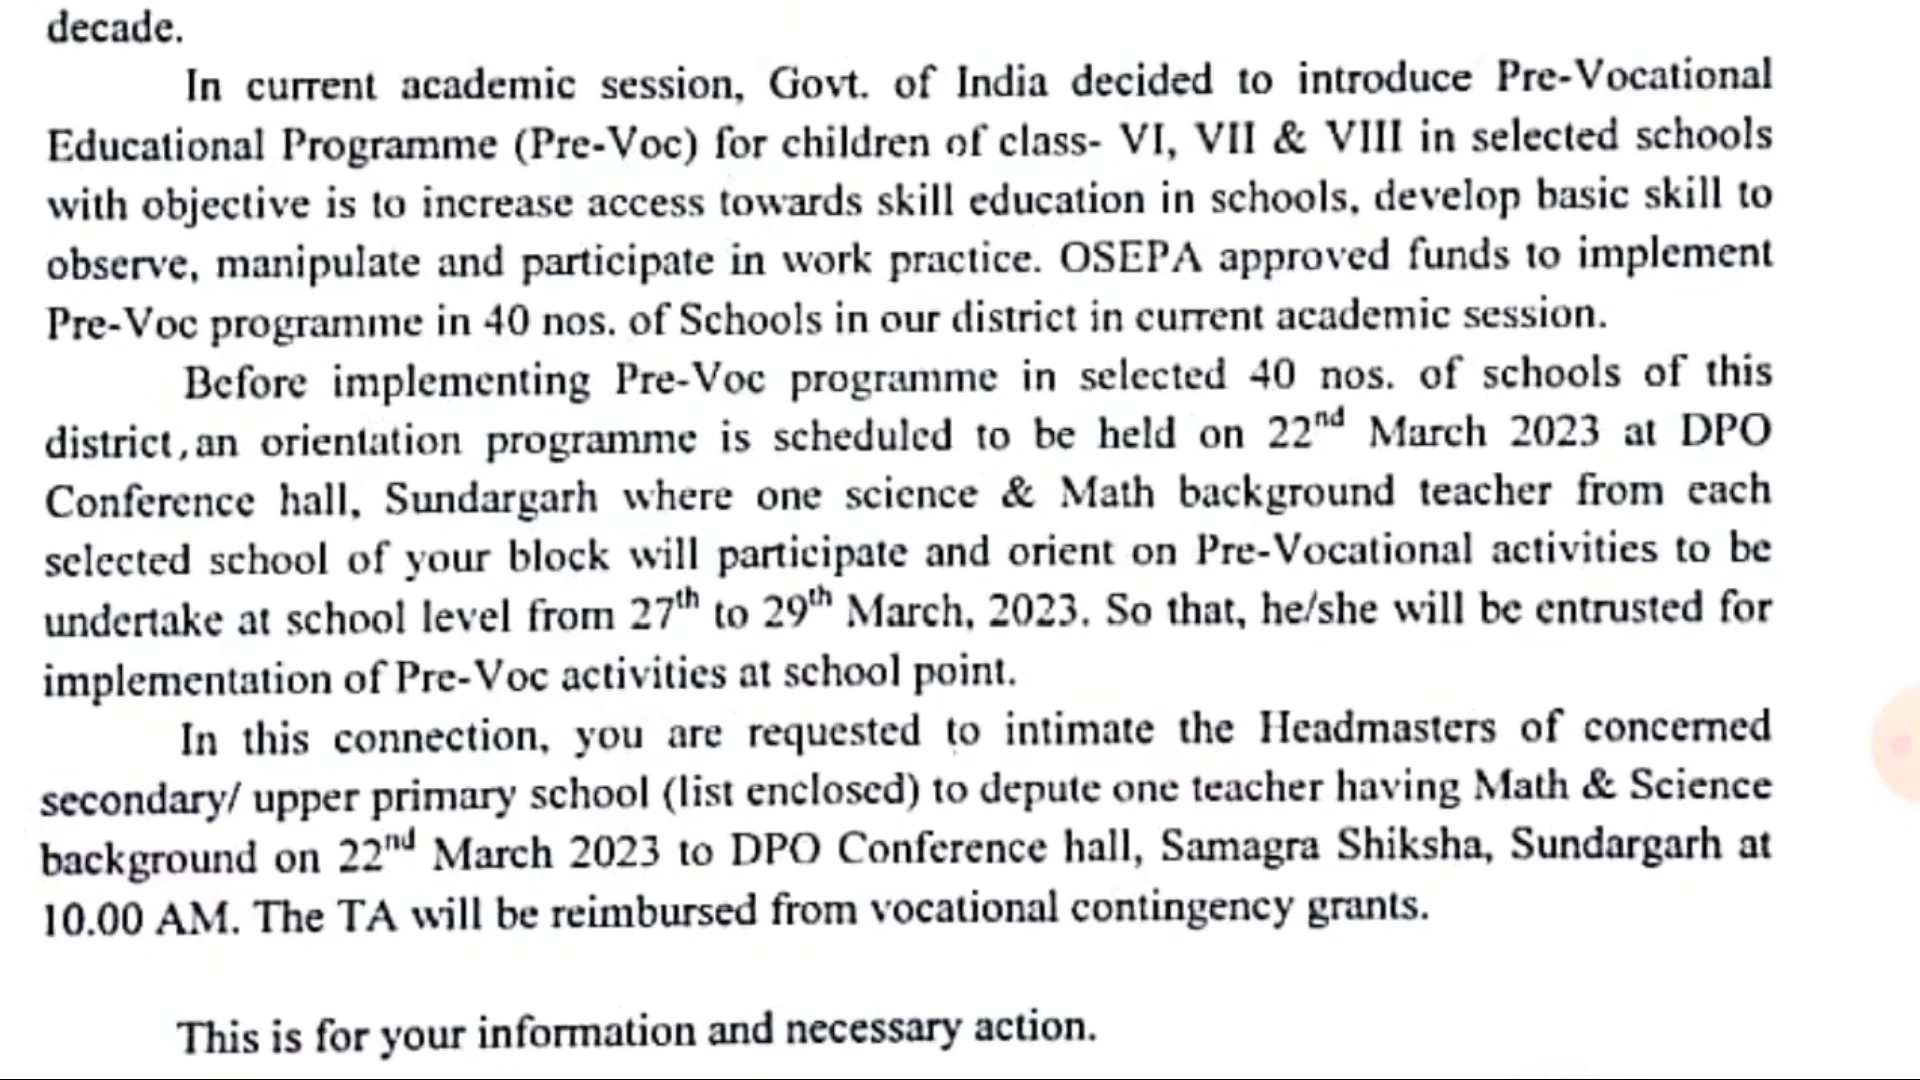 decade.
In current academic session, Govt. of India decided to introduce Pre-Vocational
Educational Programme (Pre-Voc) for children of class- VI, VII & VIII in selected schools
with objective is to increase access towards skill education in schools, develop basic skill to
observe, manipulate and participate in work practice. OSEPA approved funds to implement
Pre-Voc programme in 40 nos. of Schools in our district in current academic session.
Before implementing Pre-Voc programme in selected 40 nos. of schools of this
district, an orientation programme is scheduled to be held on 22nd March 2023 at DPO
Conference hall, Sundargarh where one science & Math background teacher from each
selected school of your block will participate and orient on Pre-Vocational activities to be
undertake at school level from 27th to 29th March, 2023. So that, he/she will be entrusted for
implementation of Pre-Voc activities at school point.
In this connection, you are requested to intimate the Headmasters of concerned
secondary/ upper primary school (list enclosed) to depute one teacher having Math & Science
background on 22nd March 2023 to DPO Conference hall, Samagra Shiksha, Sundargarh at
10.00 AM. The TA will be reimbursed from vocational contingency grants.
This is for your information and necessary action.